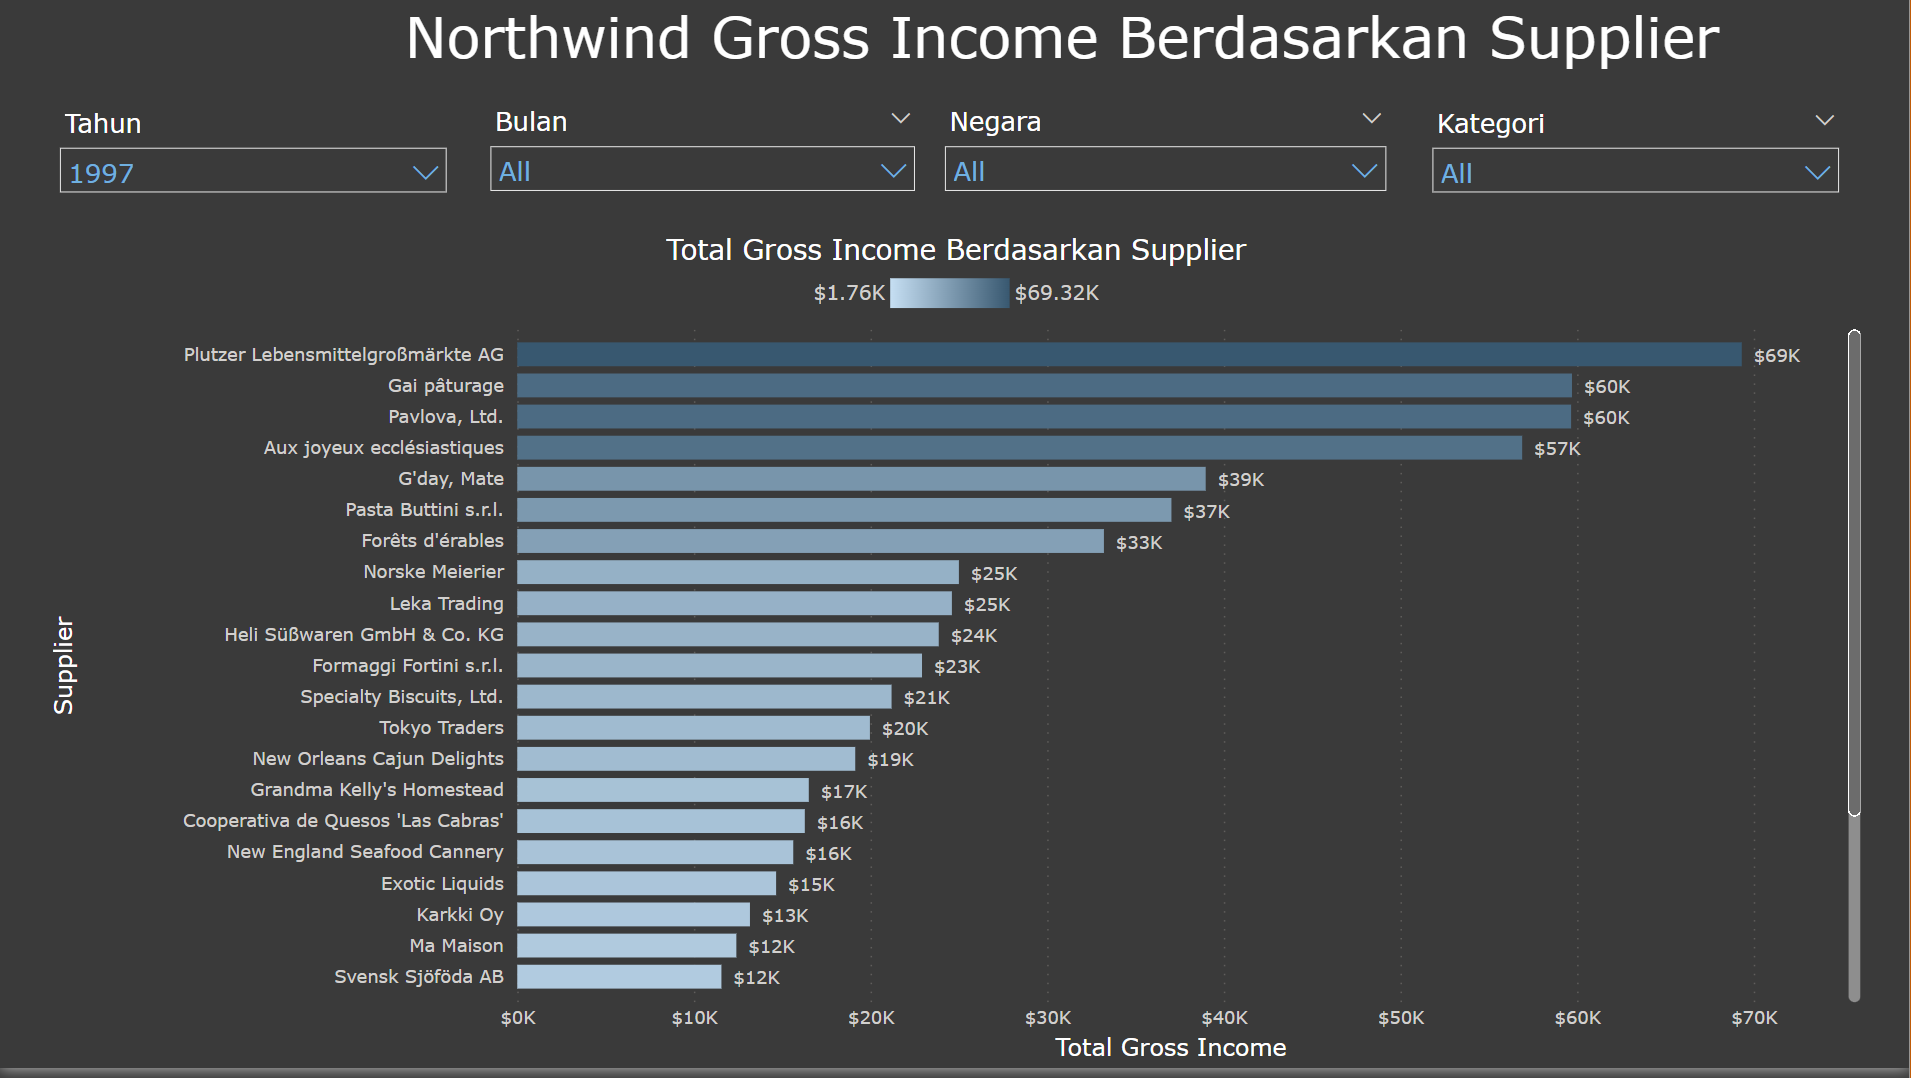 Northwind Gross Income Berdasarkan Supplier
Tahun
1997
Bulan
All
Negara
All
Kategori
All
Total Gross Income Berdasarkan Supplier
$1.76K $69.32K
Supplier
Plutzer Lebensmittelgroßmärkte AG $69K
Gai pâturage $60K
Pavlova, Ltd. $60K
Aux joyeux ecclésiastiques $57K
G'day, Mate $39K
Pasta Buttini s.r.l. $37K
Forêts d'érables $33K
Norske Meierier $25K
Leka Trading $25K
Heli Süßwaren GmbH & Co. KG $24K
Formaggi Fortini s.r.l. $23K
Specialty Biscuits, Ltd. $21K
Tokyo Traders $20K
New Orleans Cajun Delights $19K
Grandma Kelly's Homestead $17K
Cooperativa de Quesos 'Las Cabras' $16K
New England Seafood Cannery $16K
Exotic Liquids $15K
Karkki Oy $13K
Ma Maison $12K
Svensk Sjöföda AB $12K
$0K $10K $20K $30K $40K $50K $60K $70K
Total Gross Income